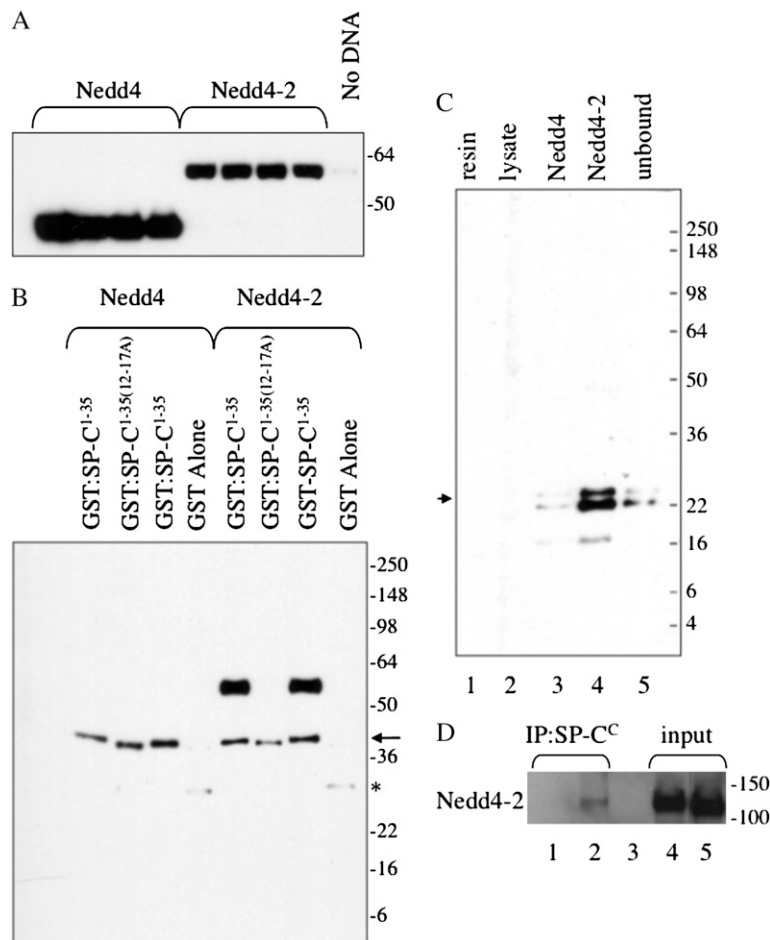 A
Nedd4
Nedd4-2
No DNA
-64
-50
B
Nedd4
Nedd4-2
GST:SP-C1-35
GST:SP-C1-35(12-17A)
GST:SP-C1-35
GST Alone
GST:SP-C1-35
GST:SP-C1-35(12-17A)
GST-SP-C1-35
GST Alone
-250
-148
-98
-64
-50
-36
*
-22
-16
-6
C
resin
lysate
Nedd4
Nedd4-2
unbound
- 250
- 148
- 98
- 64
- 50
- 36
- 22
- 16
- 6
- 4
1 2 3 4 5
D
IP:SP-CC
input
Nedd4-2
-150
-100
1 2 3 4 5